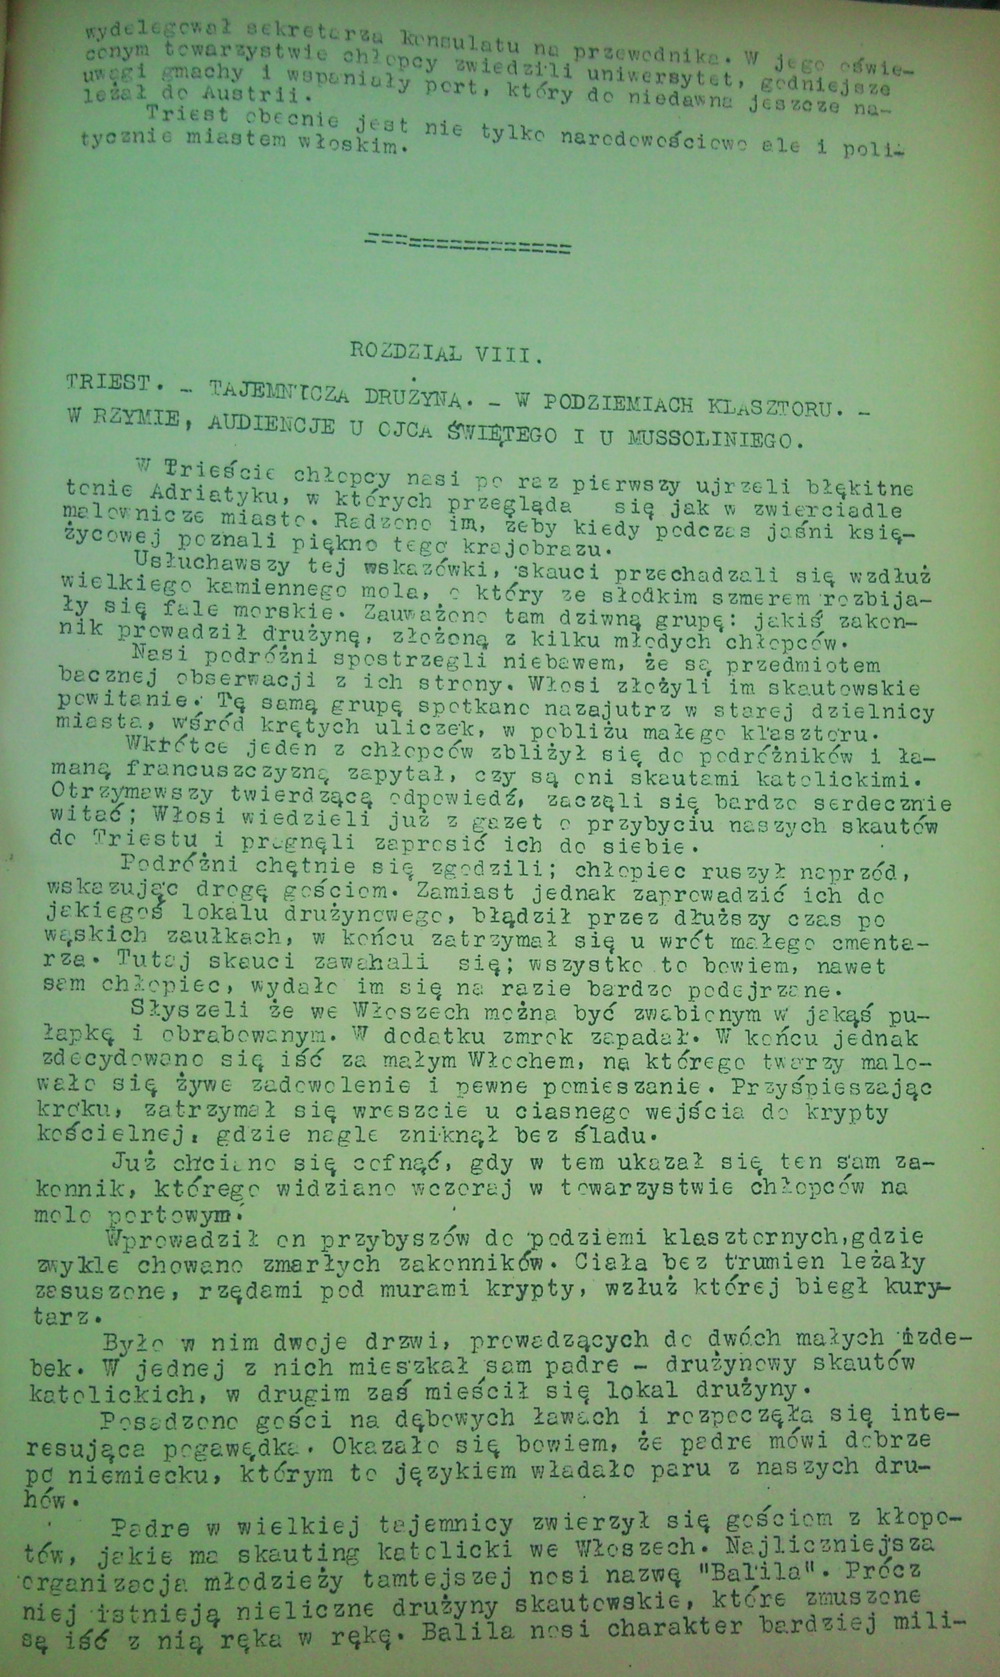 wydelegował sekretarza konsulatu na przewodnika. W jego oświe-
conym towarzystwie chłopcy zwiedzili uniwersytet, godniejsze
uwagi gmachy i wspaniały port, który do niedawna jeszcze na-
leżał do Austrii.
Triest obecnie jest nie tylko narodowościowo ale i poli-
tycznie miastem włoskim.
===============
ROZDZIAŁ VIII.
TRIEST. - TAJEMNICZA DRUŻYNA. - W PODZIEMIACH KLASZTORU. -
W RZYMIE, AUDIENCJE U OJCA ŚWIĘTEGO I U MUSSOLINIEGO.
W Trieście chłopcy nasi po raz pierwszy ujrzeli błękitne
tonie Adriatyku, w których przegląda się jak w zwierciadle
malownicze miasto. Radzono im, żeby kiedy podczas jaśni księ-
życowej poznali piękno tego krajobrazu.
Usłuchawszy tej wskazówki, skauci przechadzali się wzdłuż
wielkiego kamiennego mola, o który ze słodkim szmerem rozbija-
ły się fale morskie. Zauważono tam dziwną grupę: jakiś zakon-
nik prowadził drużynę, złożoną z kilku młodych chłopców.
Nasi podróżni spostrzegli niebawem, że są przedmiotem
bacznej obserwacji z ich strony. Włosi złożyli im skautowskie
powitanie. Tę samą grupę spotkano nazajutrz w starej dzielnicy
miasta, wśród krętych uliczek, w pobliżu małego klasztoru.
Wkrótce jeden z chłopców zbliżył się do podróżników i ła-
maną francuszczyzną zapytał, czy są oni skautami katolickimi.
Otrzymawszy twierdzącą odpowiedź, zaczęli się bardzo serdecznie
witać; Włosi wiedzieli już z gazet o przybyciu naszych skautów
do Triestu i pragnęli zaprosić ich do siebie.
Podróżni chętnie się zgodzili; chłopiec ruszył naprzód,
wskazując drogę gościom. Zamiast jednak zaprowadzić ich do
jakiegoś lokalu drużynowego, błądził przez dłuższy czas po
wąskich zaułkach, w końcu zatrzymał się u wrót małego cmenta-
rza. Tutaj skauci zawahali się; wszystko to bowiem, nawet
sam chłopiec, wydało im się na razie bardzo podejrzane.
Słyszeli że we Włoszech można być zwabionym w jakąś pu-
łapkę i obrabowanym. W dodatku zmrok zapadał. W końcu jednak
zdecydowano się iść za małym Włochem, na którego twarzy malo-
wało się żywe zadowolenie i pewne pomieszanie. Przyśpieszając
kroku, zatrzymał się wreszcie u ciasnego wejścia do krypty
kościelnej, gdzie nagle zniknął bez śladu.
Już chciano się cofnąć, gdy w tem ukazał się ten sam za-
konnik, którego widziano wczoraj w towarzystwie chłopców na
molo portowym.
Wprowadził on przybyszów do podziemi klasztornych,gdzie
zwykle chowano zmarłych zakonników. Ciała bez trumien leżały
zasuszone, rzędami pod murami krypty, wzłuż której biegł kury-
tarz.
Było w nim dwoje drzwi, prowadzących do dwóch małych izde-
bek. W jednej z nich mieszkał sam padre - drużynowy skautów
katolickich, w drugim zaś mieścił się lokal drużyny.
Posadzono gości na dębowych ławach i rozpoczęła się inte-
resująca pogawędka. Okazało się bowiem, że padre mówi dobrze
po niemiecku, którym to językiem władało paru z naszych dru-
hów.
Padre w wielkiej tajemnicy zwierzył się gościom z kłopo-
tów, jakie ma skauting katolicki we Włoszech. Najliczniejsza
organizacja młodzieży tamtejszej nosi nazwę "Balila". Prócz
niej istnieją nieliczne drużyny skautowskie, które zmuszone
są iść z nią ręka w rękę. Balila nosi charakter bardziej mili-